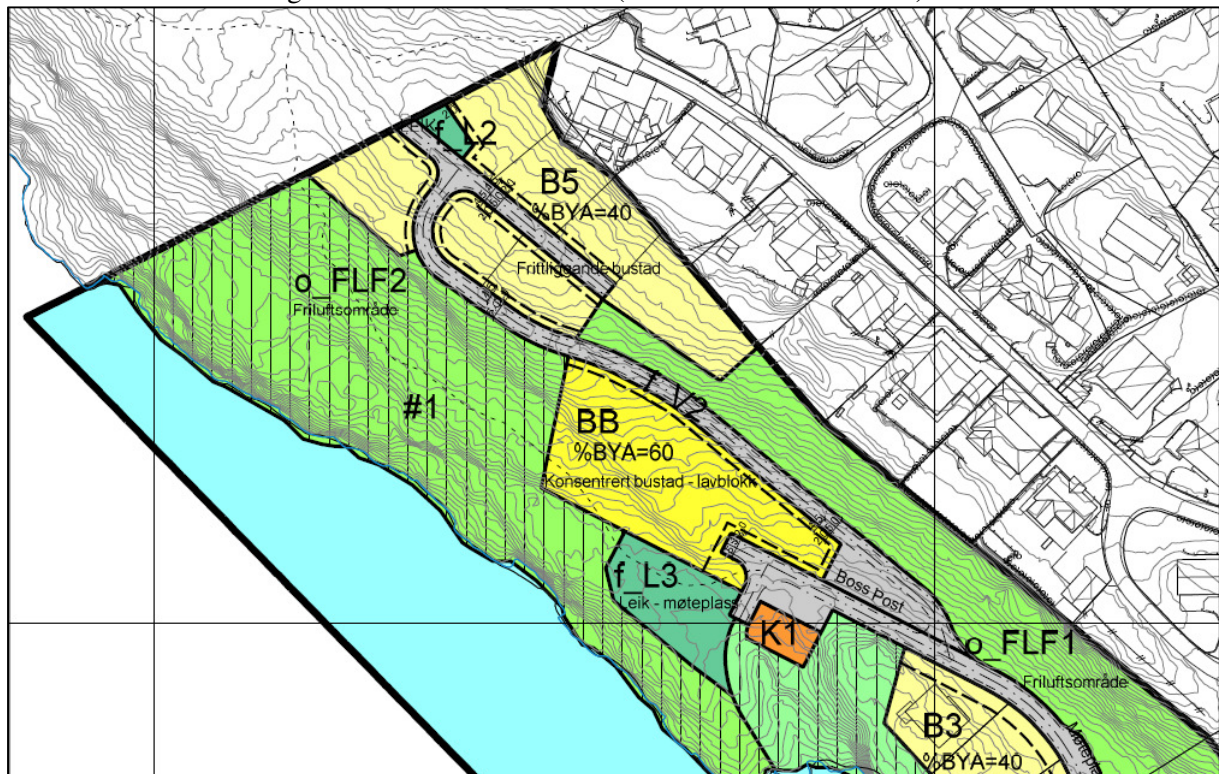 f_L2
B5
%BYA=40
Frittliggande bustad
o_FLF2
Friluftsområde
#1
f_V2
BB
%BYA=60
Konsentrert bustad - lavblokk
f_L3
Leik - møteplass
Boss Post
K1
o_FLF1
Friluftsområde
B3
%BYA=40